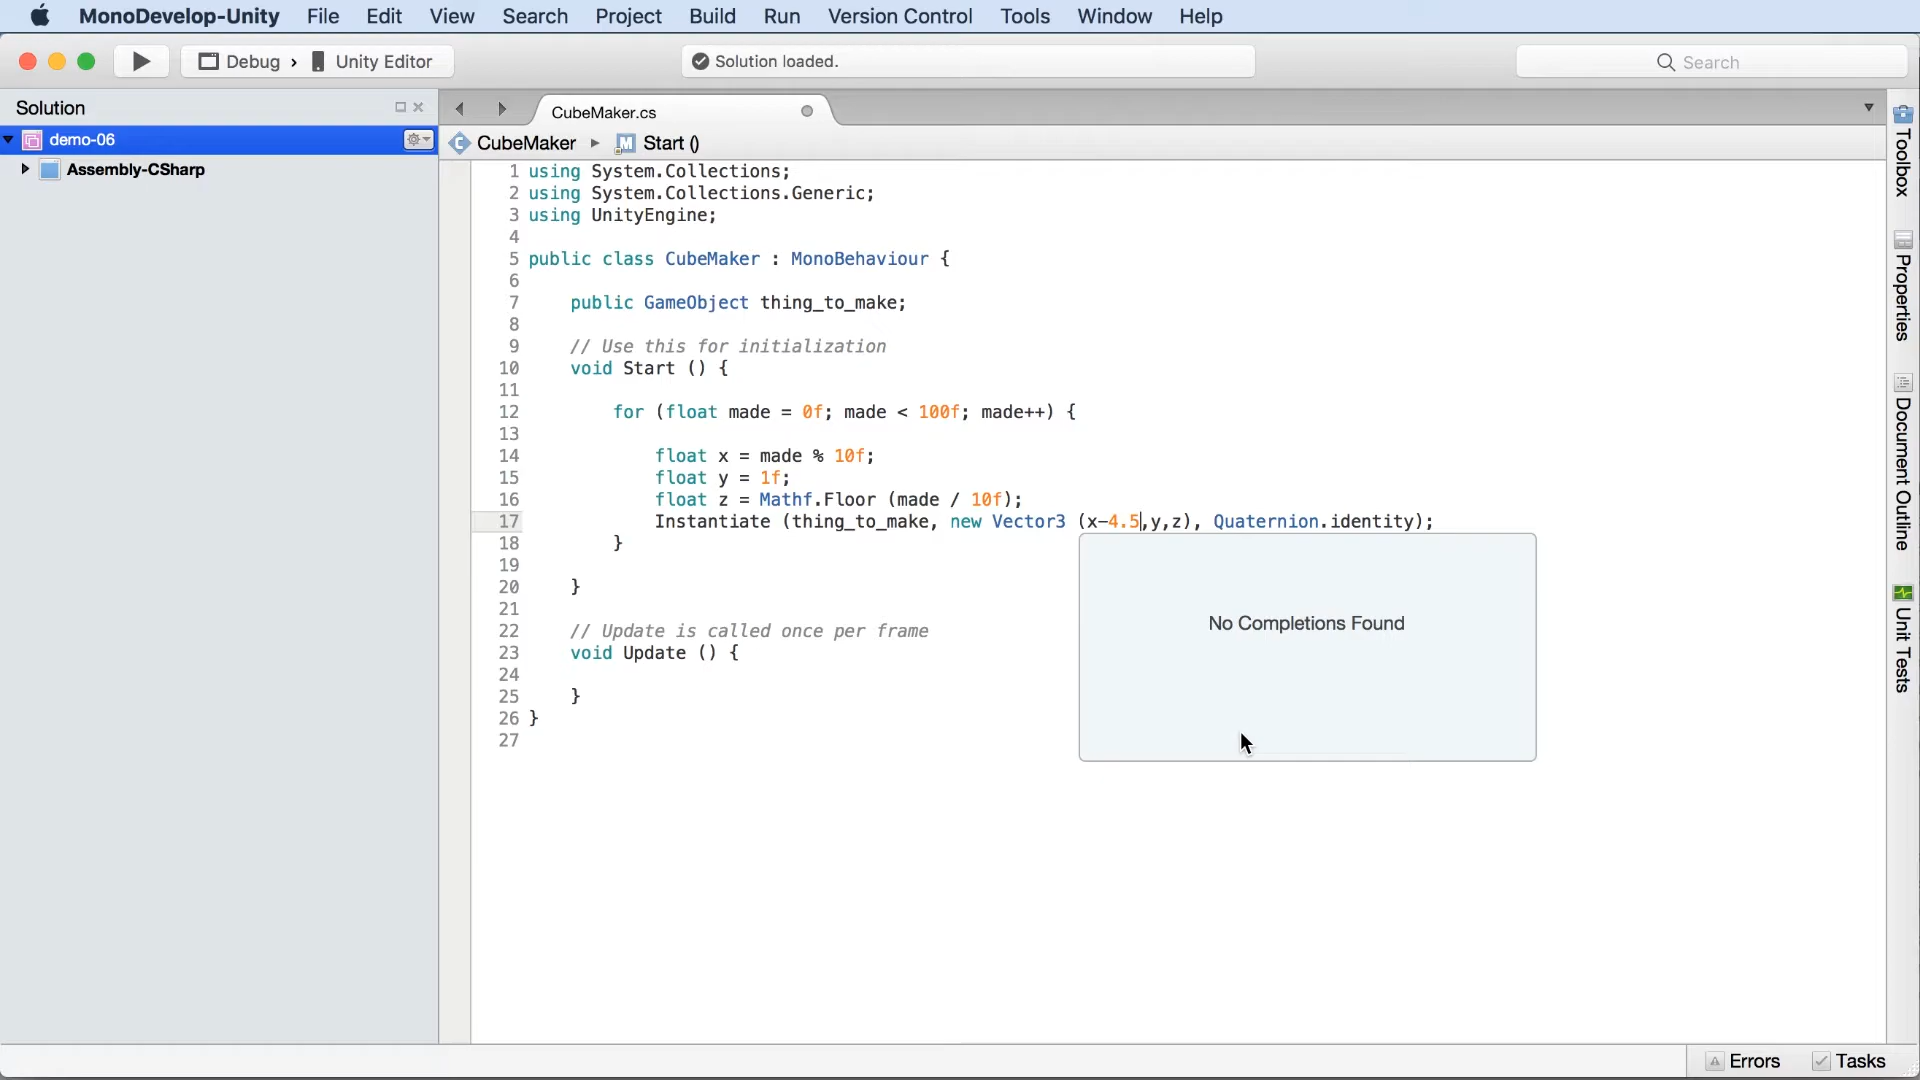 MonoDevelop-Unity File Edit View Search Project Build Run Version Control Tools Window Help
Debug › Unity Editor
Solution loaded.
Search
Solution
CubeMaker.cs
demo-06
CubeMaker ▸ M Start ()
Assembly-CSharp
1 using System.Collections;
2 using System.Collections.Generic;
3 using UnityEngine;
4
5 public class CubeMaker : MonoBehaviour {
6
7 public GameObject thing_to_make;
8
9 // Use this for initialization
10 void Start () {
11
12 for (float made = 0f; made < 100f; made++) {
13
14 float x = made % 10f;
15 float y = 1f;
16 float z = Mathf.Floor (made / 10f);
17 Instantiate (thing_to_make, new Vector3 (x-4.5,y,z), Quaternion.identity);
18 }
19
20 }
21
22 // Update is called once per frame
23 void Update () {
24
25 }
26 }
27
No Completions Found
Toolbox
Properties
Document Outline
Unit Tests
Errors
Tasks